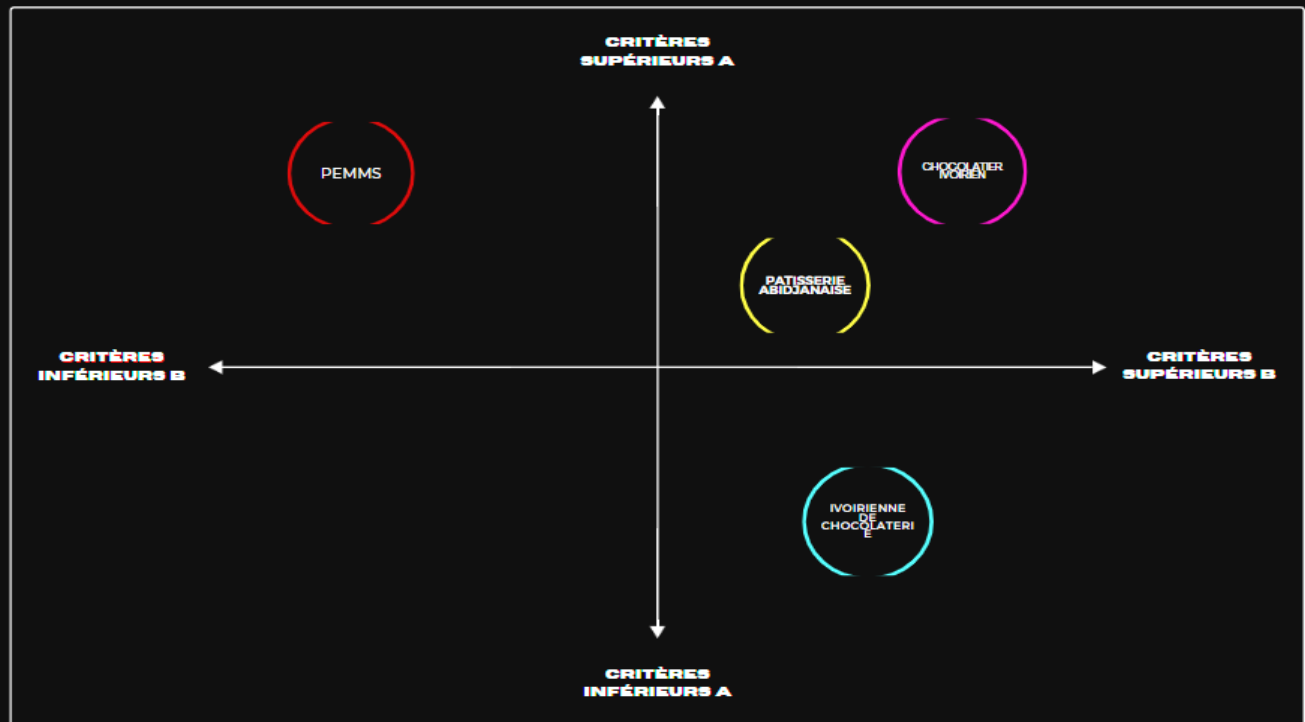 CRITÈRES
SUPÉRIEURS A
PEMMS
CHOCOLATIER
IVOIRIEN
PATISSERIE
ABIDJANAISE
CRITÈRES
INFÉRIEURS B
CRITÈRES
SUPÉRIEURS B
IVOIRIENNE
DE
CHOCOLATERI
E
CRITÈRES
INFÉRIEURS A